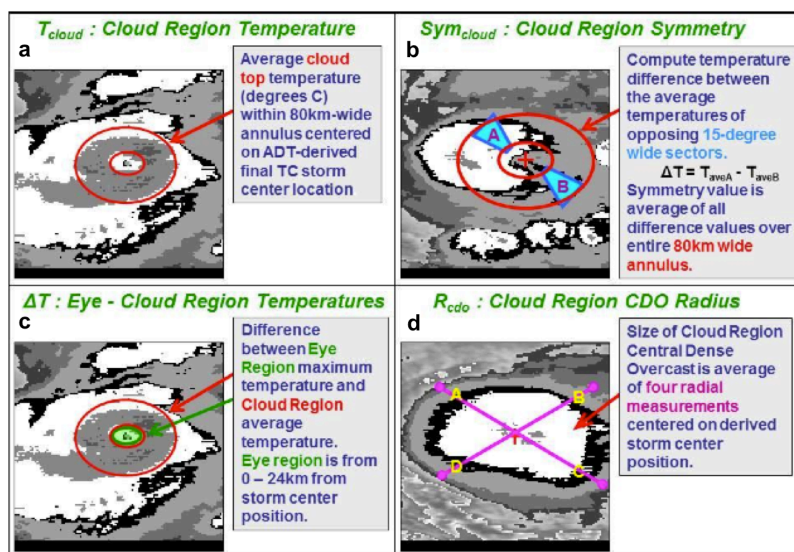 T cloud : Cloud Region Temperature
a
Average cloud
top temperature
(degrees C)
within 80km-wide
annulus centered
on ADT-derived
final TC storm
center location
Sym cloud : Cloud Region Symmetry
b
A
B
Compute temperature
difference between
the average
temperatures of
opposing 15-degree
wide sectors.
ΔT = TaveA - TaveB
Symmetry value is
average of all
difference values over
entire 80km wide
annulus.
ΔT : Eye - Cloud Region Temperatures
c
Difference
between Eye
Region maximum
temperature and
Cloud Region
average
temperature.
Eye region is from
0 – 24km from
storm center
position.
R cdo : Cloud Region CDO Radius
d
A
B
D
C
Size of Cloud Region
Central Dense
Overcast is average
of four radial
measurements
centered on derived
storm center
position.